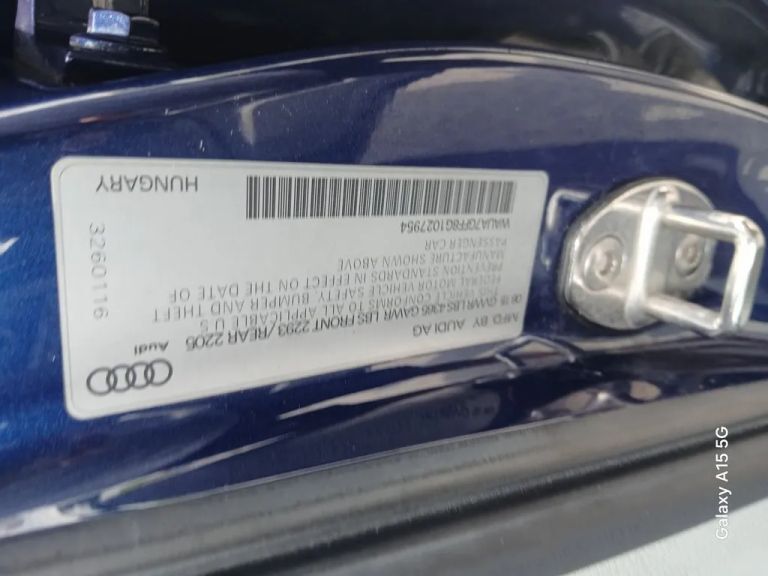 Audi
MFG BY AUDI AG
06 15 GVWR LBS 4365 GAWR LBS FRONT 2293 / REAR 2205
THIS VEHICLE CONFORMS TO ALL APPLICABLE U S
FEDERAL MOTOR VEHICLE SAFETY, BUMPER AND THEFT
PREVENTION STANDARDS IN EFFECT ON THE DATE OF
MANUFACTURE SHOWN ABOVE
PASSENGER CAR
WAUA7GFF8G1027954
3260116
HUNGARY
Galaxy A15 5G